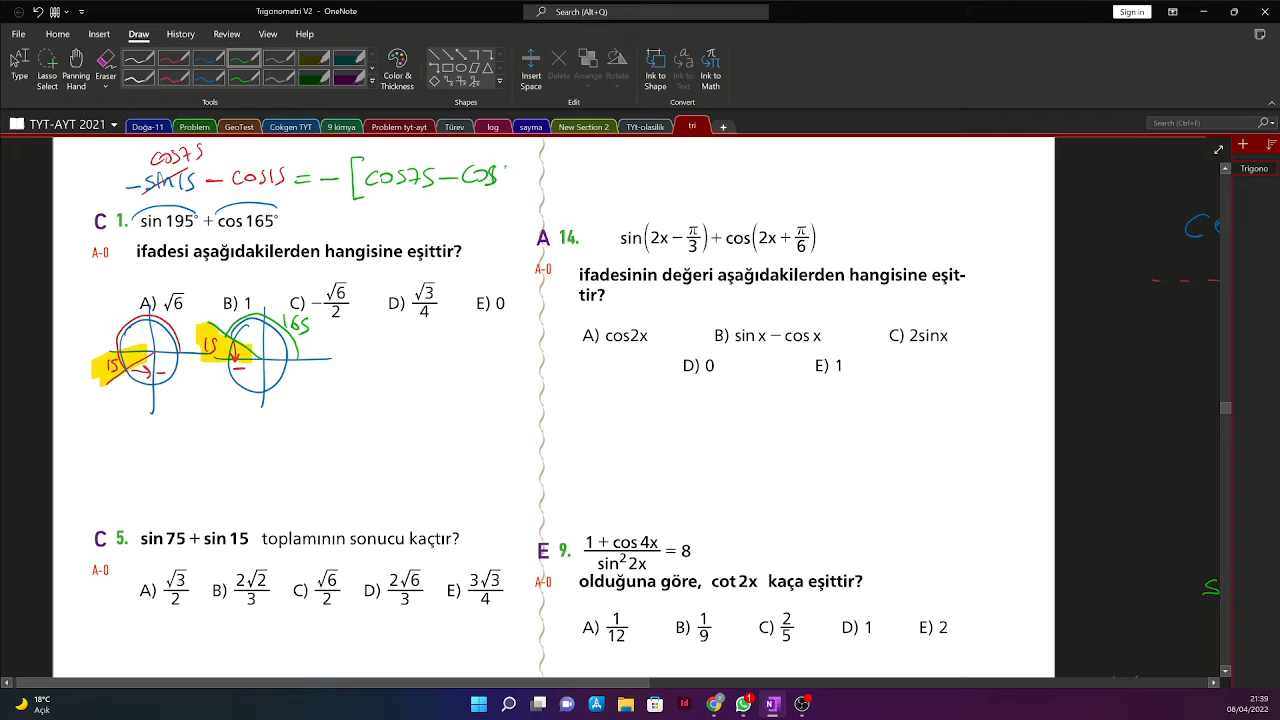 Trigonometri V2 - OneNote
Search (Alt+Q)
Sign in
File Home Insert Draw History Review View Help
Type
Lasso Select
Panning Hand
Eraser
Color & Thickness
Insert Space
Delete
Arrange
Rotate
Ink to Shape
Ink to Text
Ink to Math
Tools
Shapes
Edit
Convert
TYT-AYT 2021
Doğa-11 Problem GeoTest Cokgen TYT 9 kimya Problem tyt-ayt Türev log sayma New Section 2 TYt-olasilik tri
Search (Ctrl+E)
Trigono
cos75
-sin15 - cos15 = - [cos75 - cos
C 1. sin 195° + cos 165°
A-0 ifadesi aşağıdakilerden hangisine eşittir?
A) √6 B) 1 C) -√6/2 D) √3/4 E) 0
165
15
15
-
-
C 5. sin 75 + sin 15 toplamının sonucu kaçtır?
A-0
A) √3/2 B) 2√2/3 C) √6/2 D) 2√6/3 E) 3√3/4
A 14. sin(2x - π/3) + cos(2x + π/6)
A-0 ifadesinin değeri aşağıdakilerden hangisine eşit-
tir?
A) cos2x B) sin x - cos x C) 2sinx
D) 0 E) 1
E 9. (1 + cos 4x)/(sin² 2x) = 8
A-0 olduğuna göre, cot 2x kaça eşittir?
A) 1/12 B) 1/9 C) 2/5 D) 1 E) 2
18°C
Açık
1
21:39
08/04/2022